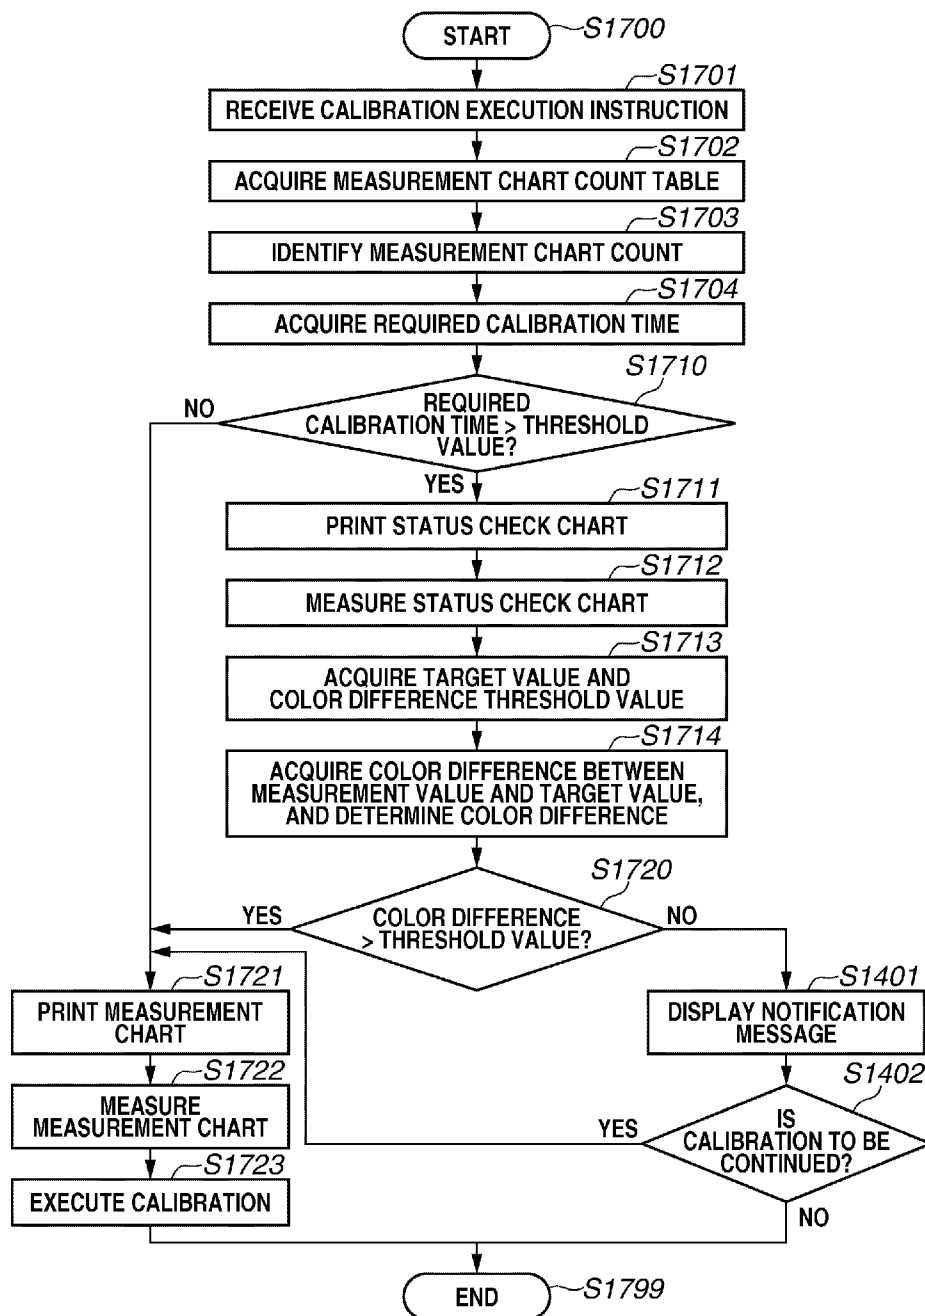 START
S1700
S1701
RECEIVE CALIBRATION EXECUTION INSTRUCTION
S1702
ACQUIRE MEASUREMENT CHART COUNT TABLE
S1703
IDENTIFY MEASUREMENT CHART COUNT
S1704
ACQUIRE REQUIRED CALIBRATION TIME
S1710
NO
REQUIRED
CALIBRATION TIME > THRESHOLD
VALUE?
YES
S1711
PRINT STATUS CHECK CHART
S1712
MEASURE STATUS CHECK CHART
S1713
ACQUIRE TARGET VALUE AND
COLOR DIFFERENCE THRESHOLD VALUE
S1714
ACQUIRE COLOR DIFFERENCE BETWEEN
MEASUREMENT VALUE AND TARGET VALUE,
AND DETERMINE COLOR DIFFERENCE
S1720
YES
COLOR DIFFERENCE
> THRESHOLD VALUE?
NO
S1721
PRINT MEASUREMENT
CHART
S1401
DISPLAY NOTIFICATION
MESSAGE
S1722
MEASURE
MEASUREMENT CHART
S1402
YES
IS
CALIBRATION TO BE
CONTINUED?
S1723
EXECUTE CALIBRATION
NO
END
S1799